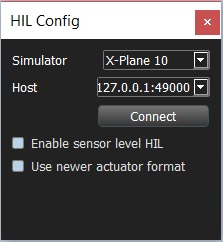 HIL Config
Simulator X-Plane 10
Host 127.0.0.1:49000
Connect
Enable sensor level HIL
Use newer actuator format